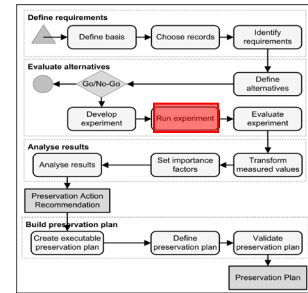 Define requirements
Define basis
Choose records
Identify
requirements
Evaluate alternatives
Go/No-Go
Define
alternatives
Develop
experiment
Run experiment
Evaluate
experiment
Analyse results
Analyse results
Set importance
factors
Transform
measured values
Preservation Action
Recommendation
Build preservation plan
Create executable
preservation plan
Define
preservation plan
Validate
preservation plan
Preservation Plan